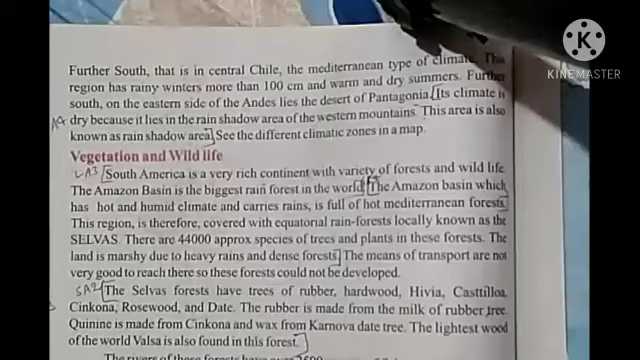 KINEMASTER
Further South, that is in central Chile, the mediterranean type of climate. This
region has rainy winters more than 100 cm and warm and dry summers. Further
south, on the eastern side of the Andes lies the desert of Pantagonia. [Its climate is
A4 dry because it lies in the rain shadow area of the western mountains. This area is also
known as rain shadow area.] See the different climatic zones in a map.
Vegetation and Wild life
LA3 [South America is a very rich continent with variety of forests and wild life.
The Amazon Basin is the biggest rain forest in the world.] [The Amazon basin which
has hot and humid climate and carries rains, is full of hot mediterranean forests.
This region, is therefore, covered with equatorial rain-forests locally known as the
SELVAS. There are 44000 approx species of trees and plants in these forests. The
land is marshy due to heavy rains and dense forests.] The means of transport are not
very good to reach there so these forests could not be developed.
SA2 [The Selvas forests have trees of rubber, hardwood, Hivia, Casttilloa,
Cinkona, Rosewood, and Date. The rubber is made from the milk of rubber tree.
Quinine is made from Cinkona and wax from Karnova date tree. The lightest wood
of the world Valsa is also found in this forest.]
The rivers of these forests have over 2500